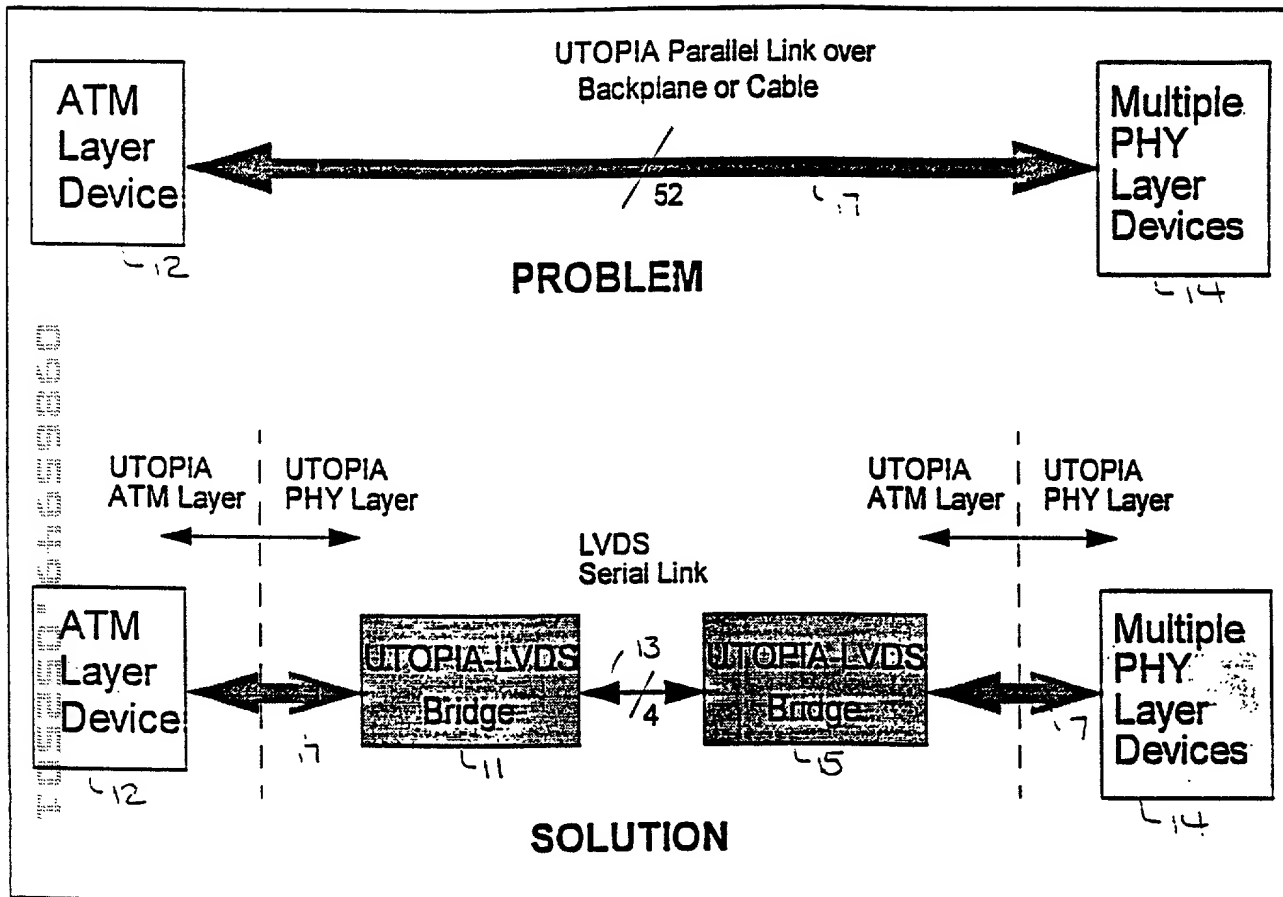 UTOPIA Parallel Link over
Backplane or Cable
ATM
Layer
Device
52
17
Multiple
PHY
Layer
Devices
12
PROBLEM
14
UTOPIA
ATM Layer
UTOPIA
PHY Layer
UTOPIA
ATM Layer
UTOPIA
PHY Layer
LVDS
Serial Link
ATM
Layer
Device
17
UTOPIA-LVDS
Bridge
11
13
4
UTOPIA-LVDS
Bridge
15
17
Multiple
PHY
Layer
Devices
12
14
SOLUTION